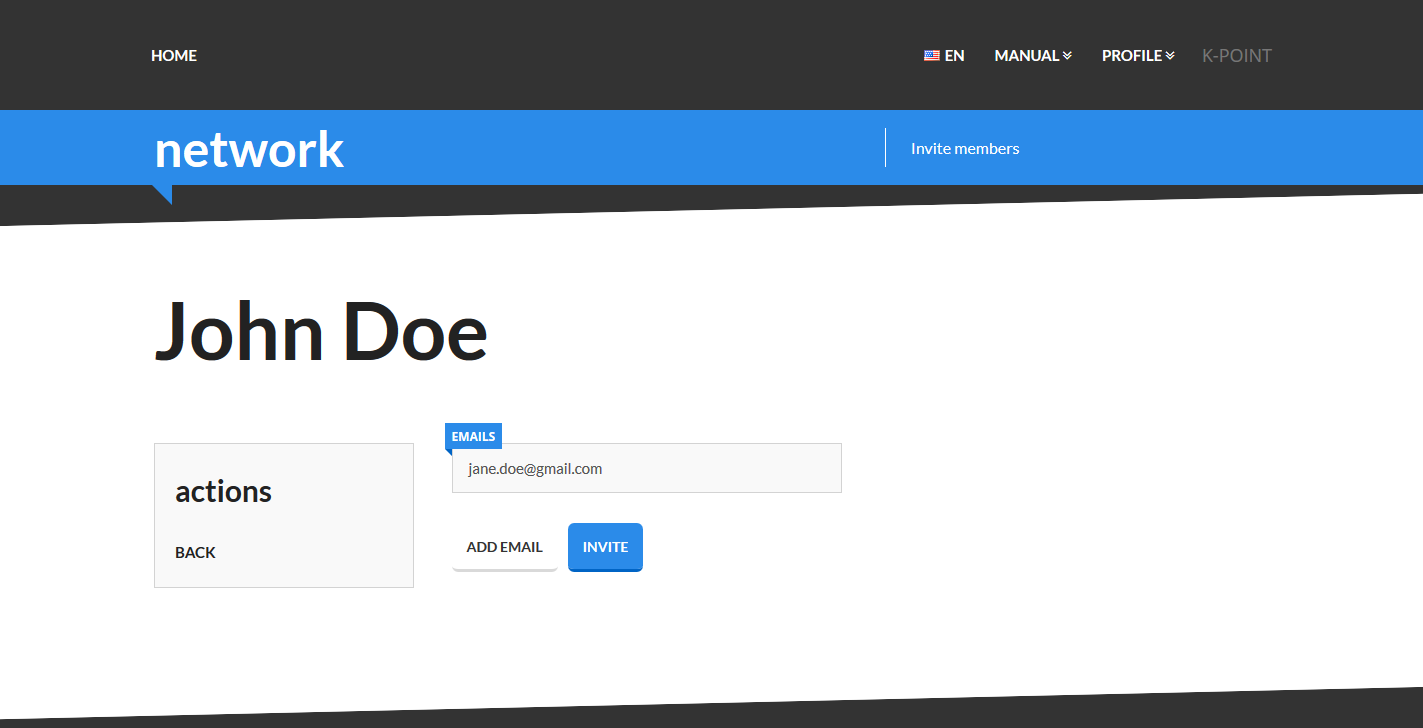 HOME
EN
MANUAL
PROFILE
K-POINT
network
Invite members
John Doe
actions
BACK
EMAILS
jane.doe@gmail.com
ADD EMAIL
INVITE